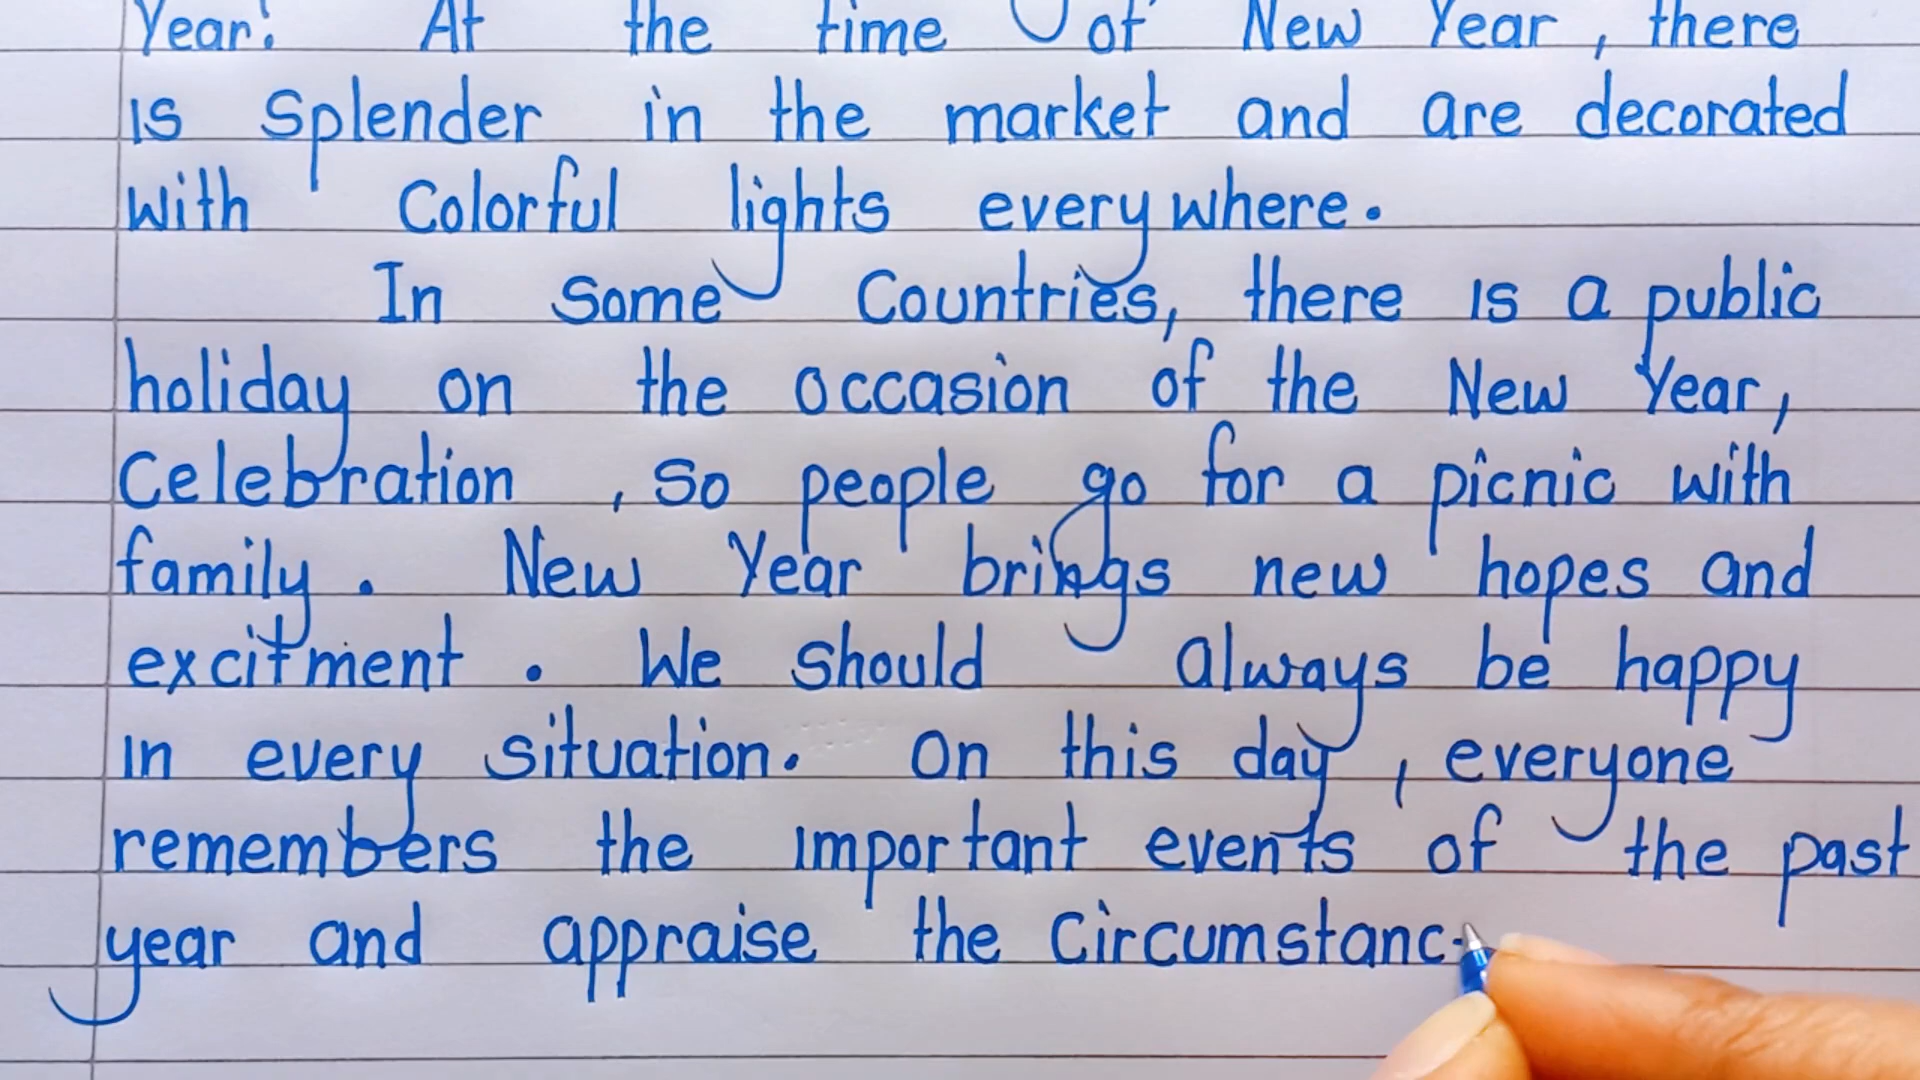 Year! At the time of New Year, there
is Splender in the market and are decorated
with Colorful lights everywhere.
In Some Countries, there is a public
holiday on the occasion of the New Year,
Celebration , So people go for a picnic with
family. New Year brings new hopes and
excitment. We should always be happy
in every situation. On this day, everyone
remembers the important events of the past
year and appraise the Circumstanc